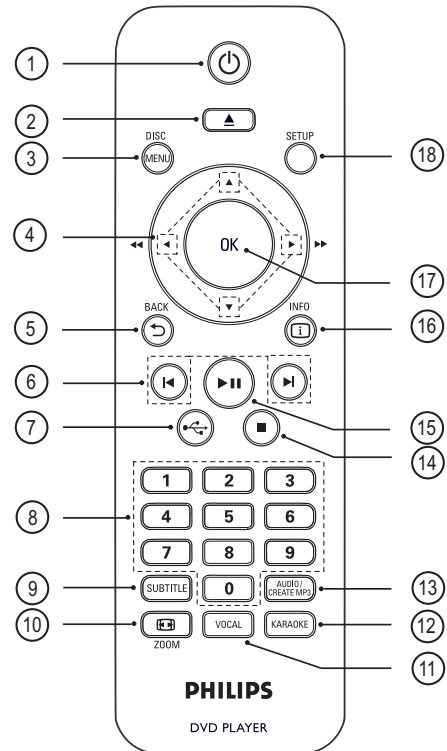 1
2
DISC
SETUP
3
MENU
18
4
OK
17
BACK
INFO
5
i
16
6
15
7
14
1 2 3
8
4 5 6
7 8 9
9
SUBTITLE
0
AUDIO/
CREATE MP3
13
10
VOCAL
KARAOKE
12
ZOOM
11
PHILIPS
DVD PLAYER